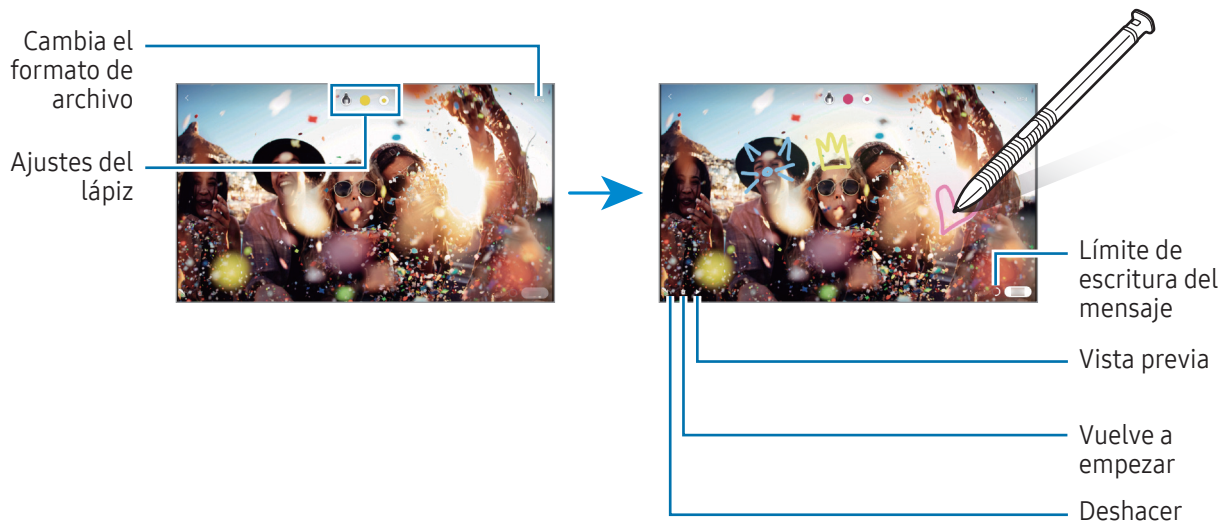 Cambia el
formato de
archivo
Ajustes del
lápiz
Límite de
escritura del
mensaje
Vista previa
Vuelve a
empezar
Deshacer